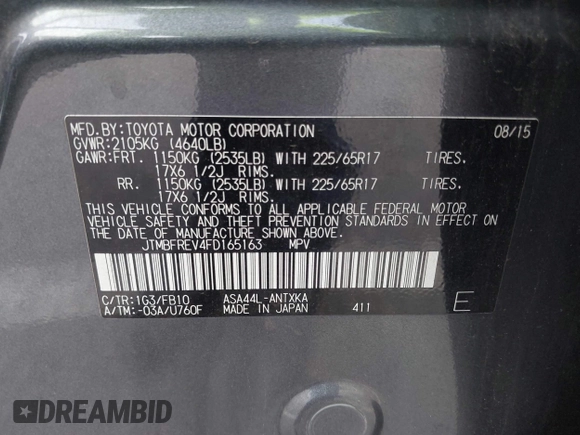 MFD.BY:TOYOTA MOTOR CORPORATION 08/15
GVWR:2105KG (4640LB)
GAWR:FRT. 1150KG (2535LB) WITH 225/65R17 TIRES.
17X6 1/2J RIMS.
RR. 1150KG (2535LB) WITH 225/65R17 TIRES.
17X6 1/2J RIMS.
THIS VEHICLE CONFORMS TO ALL APPLICABLE FEDERAL MOTOR
VEHICLE SAFETY AND THEFT PREVENTION STANDARDS IN EFFECT
ON THE DATE OF MANUFACTURE SHOWN ABOVE.
JTMBFREV4FD165163 MPV
C/TR:1G3/FB10 ASA44L-ANTXKA E
A/TM:-03A/U760F MADE IN JAPAN 411
DREAMBID